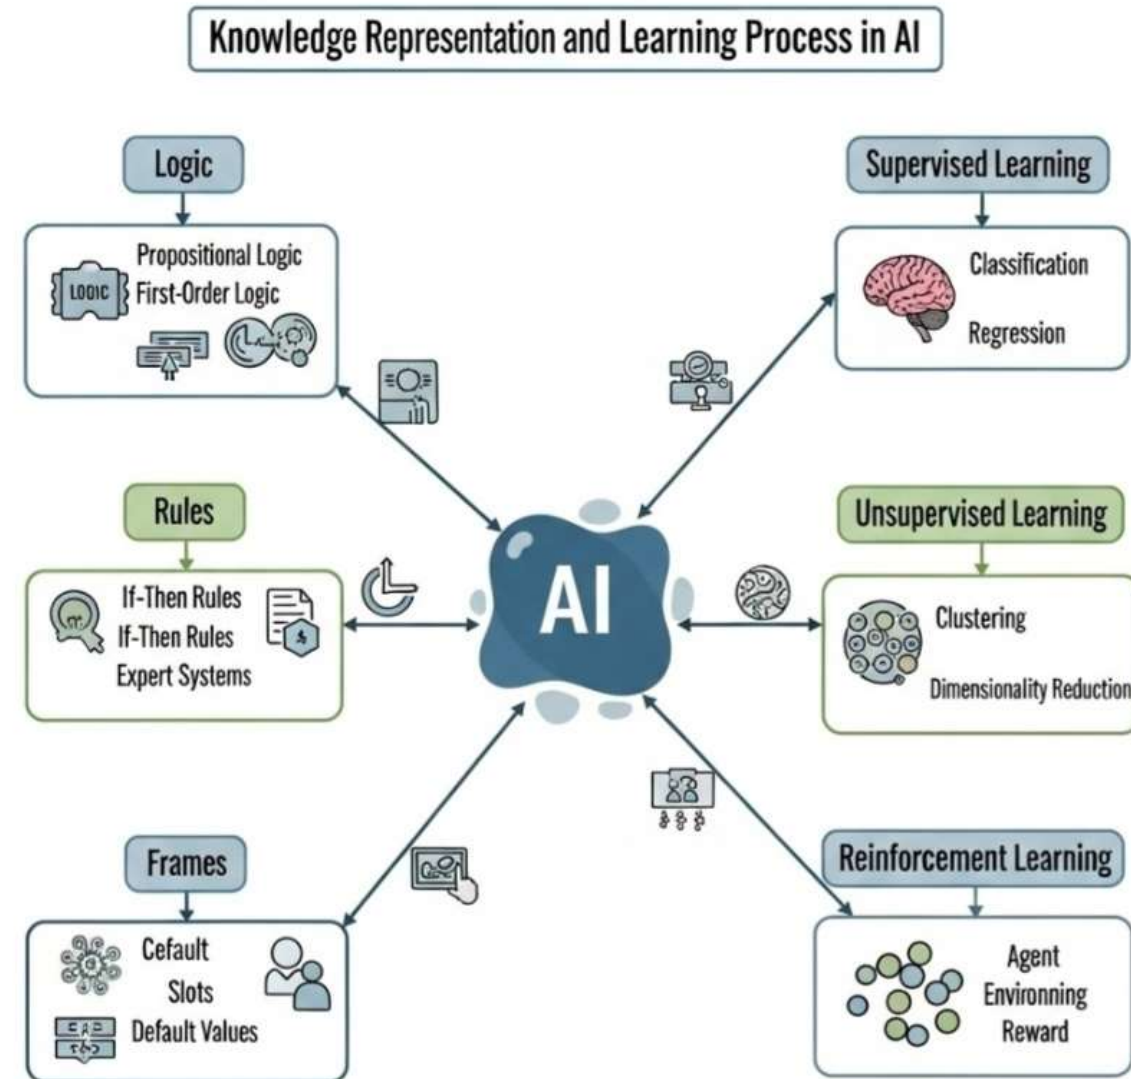 Knowledge Representation and Learning Process in AI
Logic
Propositional Logic
First-Order Logic
LODIC
Rules
If-Then Rules
If-Then Rules
Expert Systems
Frames
Cefault
Slots
Default Values
AI
Supervised Learning
Classification
Regression
Unsupervised Learning
Clustering
Dimensionality Reduction
Reinforcement Learning
Agent
Environning
Reward